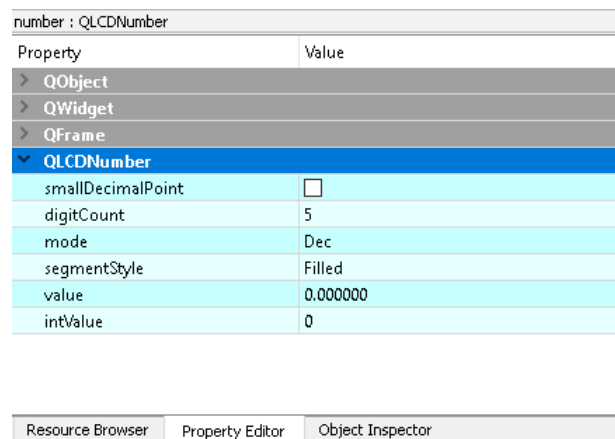 number : QLCDNumber
Property Value
QObject
QWidget
QFrame
QLCDNumber
smallDecimalPoint
digitCount 5
mode Dec
segmentStyle Filled
value 0.000000
intValue 0
Resource Browser Property Editor Object Inspector